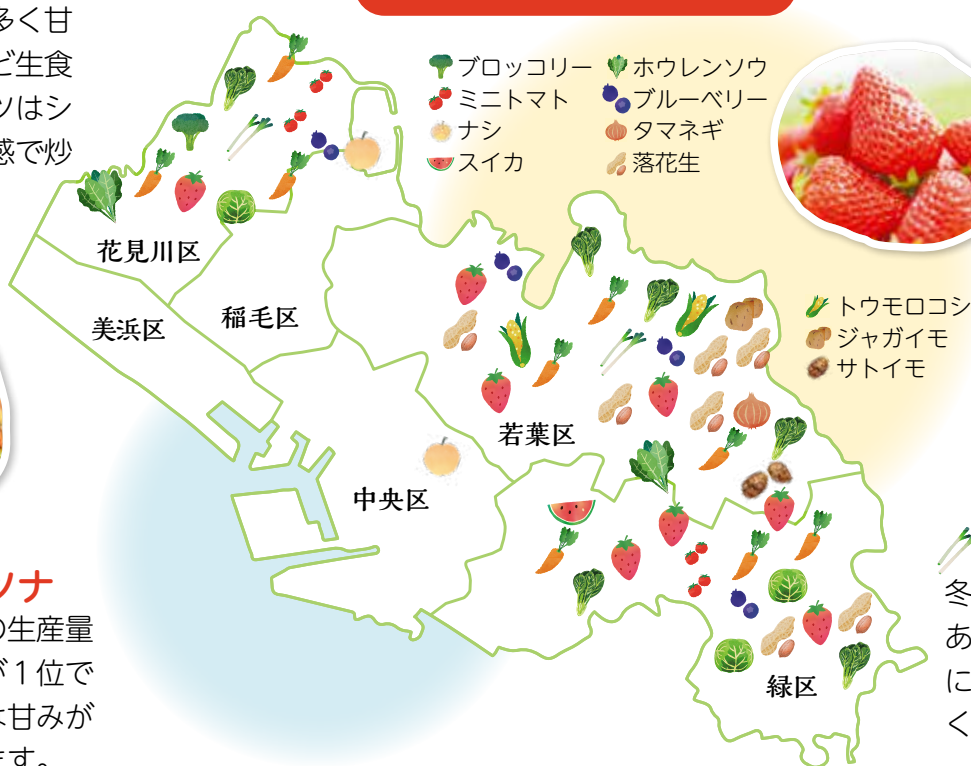 多く甘
ど生食
ツはシ
感で炒
ブロッコリー
ホウレンソウ
ミニトマト
ブルーベリー
ナシ
タマネギ
スイカ
落花生
トウモロコシ
ジャガイモ
サトイモ
花見川区
美浜区
稲毛区
若葉区
中央区
緑区
ソナ
の生産量
が1位で
は甘みが
ます。
冬
あ
に
く